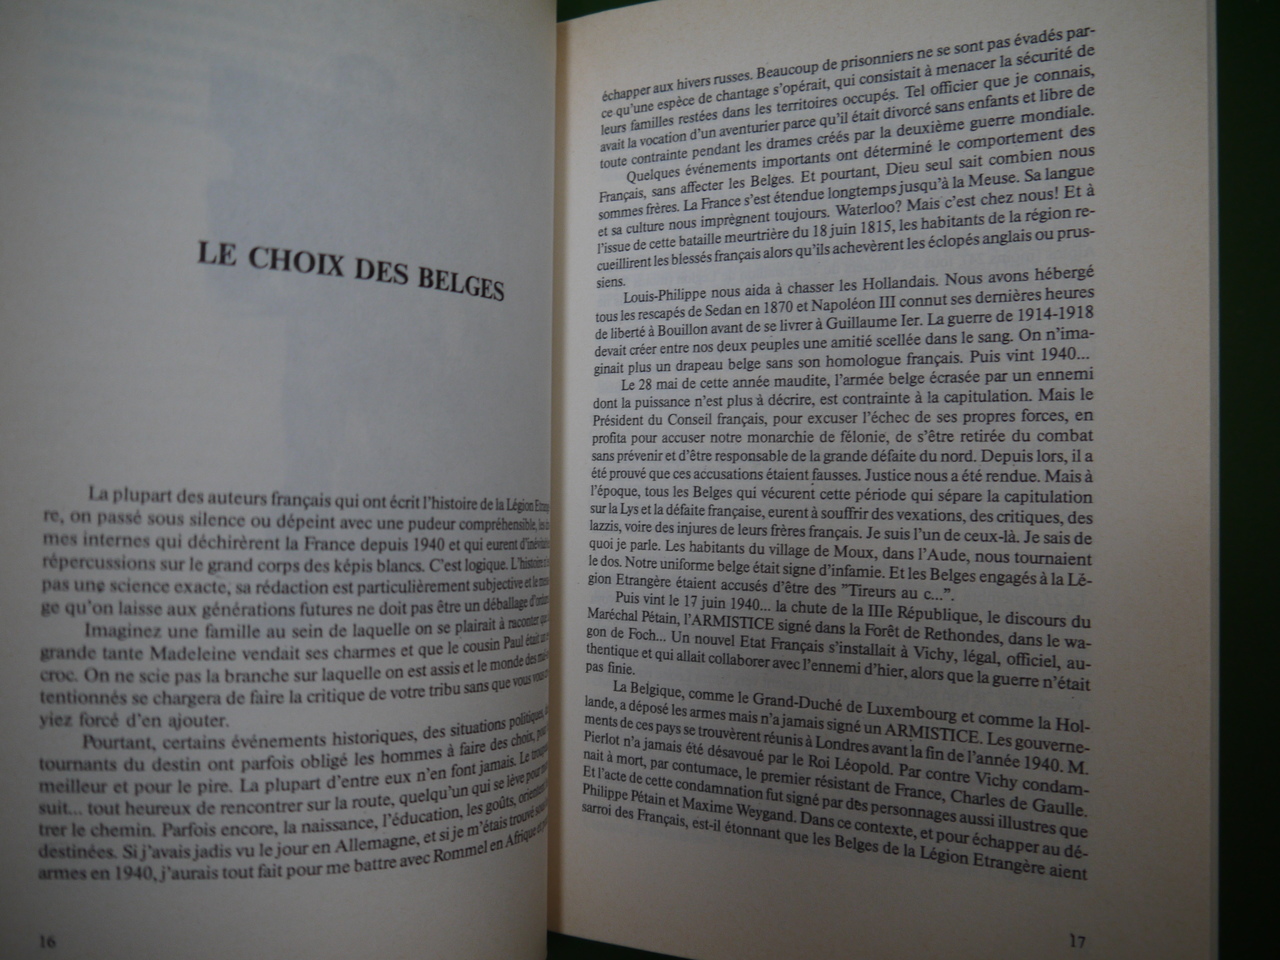 LE CHOIX DES BELGES
La plupart des auteurs français qui ont écrit l'histoire de la Légion
re, on passé sous silence ou dépeint avec une pudeur compréhensible, les
mes internes qui déchirèrent la France depuis 1940 et qui eurent
répercussions sur le grand corps des képis blancs. C'est logique. L'histoire
pas une science exacte, sa rédaction est particulièrement subjective et le
ge qu'on laisse aux générations futures ne doit pas être un déballage
Imaginez une famille au sein de laquelle on se plairait à raconter
grande tante Madeleine vendait ses charmes et que le cousin Paul était
croc. On ne scie pas la branche sur laquelle on est assis et le monde des
tentionnés se chargera de faire la critique de votre tribu sans que vous
yiez forcé d'en ajouter.
Pourtant, certains événements historiques, des situations politiques,
tournants du destin ont parfois obligé les hommes à faire des choix,
meilleur et pour le pire. La plupart d'entre eux n'en font jamais. Le
suit... tout heureux de rencontrer sur la route, quelqu'un qui se lève pour
trer le chemin. Parfois encore, la naissance, l'éducation, les goûts,
destinées. Si j'avais jadis vu le jour en Allemagne, et si je m'étais trouvé
armes en 1940, j'aurais tout fait pour me battre avec Rommel en Afrique
16
échapper aux hivers russes. Beaucoup de prisonniers ne se sont pas évadés par-
ce qu'une espèce de chantage s'opérait, qui consistait à menacer la sécurité de
leurs familles restées dans les territoires occupés. Tel officier que je connais,
avait la vocation d'un aventurier parce qu'il était divorcé sans enfants et libre de
toute contrainte pendant les drames créés par la deuxième guerre mondiale.
Quelques événements importants ont déterminé le comportement des
Français, sans affecter les Belges. Et pourtant, Dieu seul sait combien nous
sommes frères. La France s'est étendue longtemps jusqu'à la Meuse. Sa langue
et sa culture nous imprègnent toujours. Waterloo? Mais c'est chez nous! Et à
l'issue de cette bataille meurtrière du 18 juin 1815, les habitants de la région re-
cueillirent les blessés français alors qu'ils achevèrent les éclopés anglais ou prus-
siens.
Louis-Philippe nous aida à chasser les Hollandais. Nous avons hébergé
tous les rescapés de Sedan en 1870 et Napoléon III connut ses dernières heures
de liberté à Bouillon avant de se livrer à Guillaume Ier. La guerre de 1914-1918
devait créer entre nos deux peuples une amitié scellée dans le sang. On n'ima-
ginait plus un drapeau belge sans son homologue français. Puis vint 1940...
Le 28 mai de cette année maudite, l'armée belge écrasée par un ennemi
dont la puissance n'est plus à décrire, est contrainte à la capitulation. Mais le
Président du Conseil français, pour excuser l'échec de ses propres forces, en
profita pour accuser notre monarchie de félonie, de s'être retirée du combat
sans prévenir et d'être responsable de la grande défaite du nord. Depuis lors, il a
été prouvé que ces accusations étaient fausses. Justice nous a été rendue. Mais à
l'époque, tous les Belges qui vécurent cette période qui sépare la capitulation
sur la Lys et la défaite française, eurent à souffrir des vexations, des critiques, des
lazzis, voire des injures de leurs frères français. Je suis l'un de ceux-là. Je sais de
quoi je parle. Les habitants du village de Moux, dans l'Aude, nous tournaient
le dos. Notre uniforme belge était signe d'infamie. Et les Belges engagés à la Lé-
gion Etrangère étaient accusés d'être des "Tireurs au c...".
Puis vint le 17 juin 1940... la chute de la IIIe République, le discours du
Maréchal Pétain, l'ARMISTICE signé dans la Forêt de Rethondes, dans le wa-
gon de Foch... Un nouvel Etat Français s'installait à Vichy, légal, officiel, au-
thentique et qui allait collaborer avec l'ennemi d'hier, alors que la guerre n'était
pas finie.
La Belgique, comme le Grand-Duché de Luxembourg et comme la Hol-
lande, a déposé les armes mais n'a jamais signé un ARMISTICE. Les gouverne-
ments de ces pays se trouvèrent réunis à Londres avant la fin de l'année 1940. M.
Pierlot n'a jamais été désavoué par le Roi Léopold. Par contre Vichy condam-
nait à mort, par contumace, le premier résistant de France, Charles de Gaulle.
Et l'acte de cette condamnation fut signé par des personnages aussi illustres que
Philippe Pétain et Maxime Weygand. Dans ce contexte, et pour échapper au dé-
sarroi des Français, est-il étonnant que les Belges de la Légion Etrangère aient
17